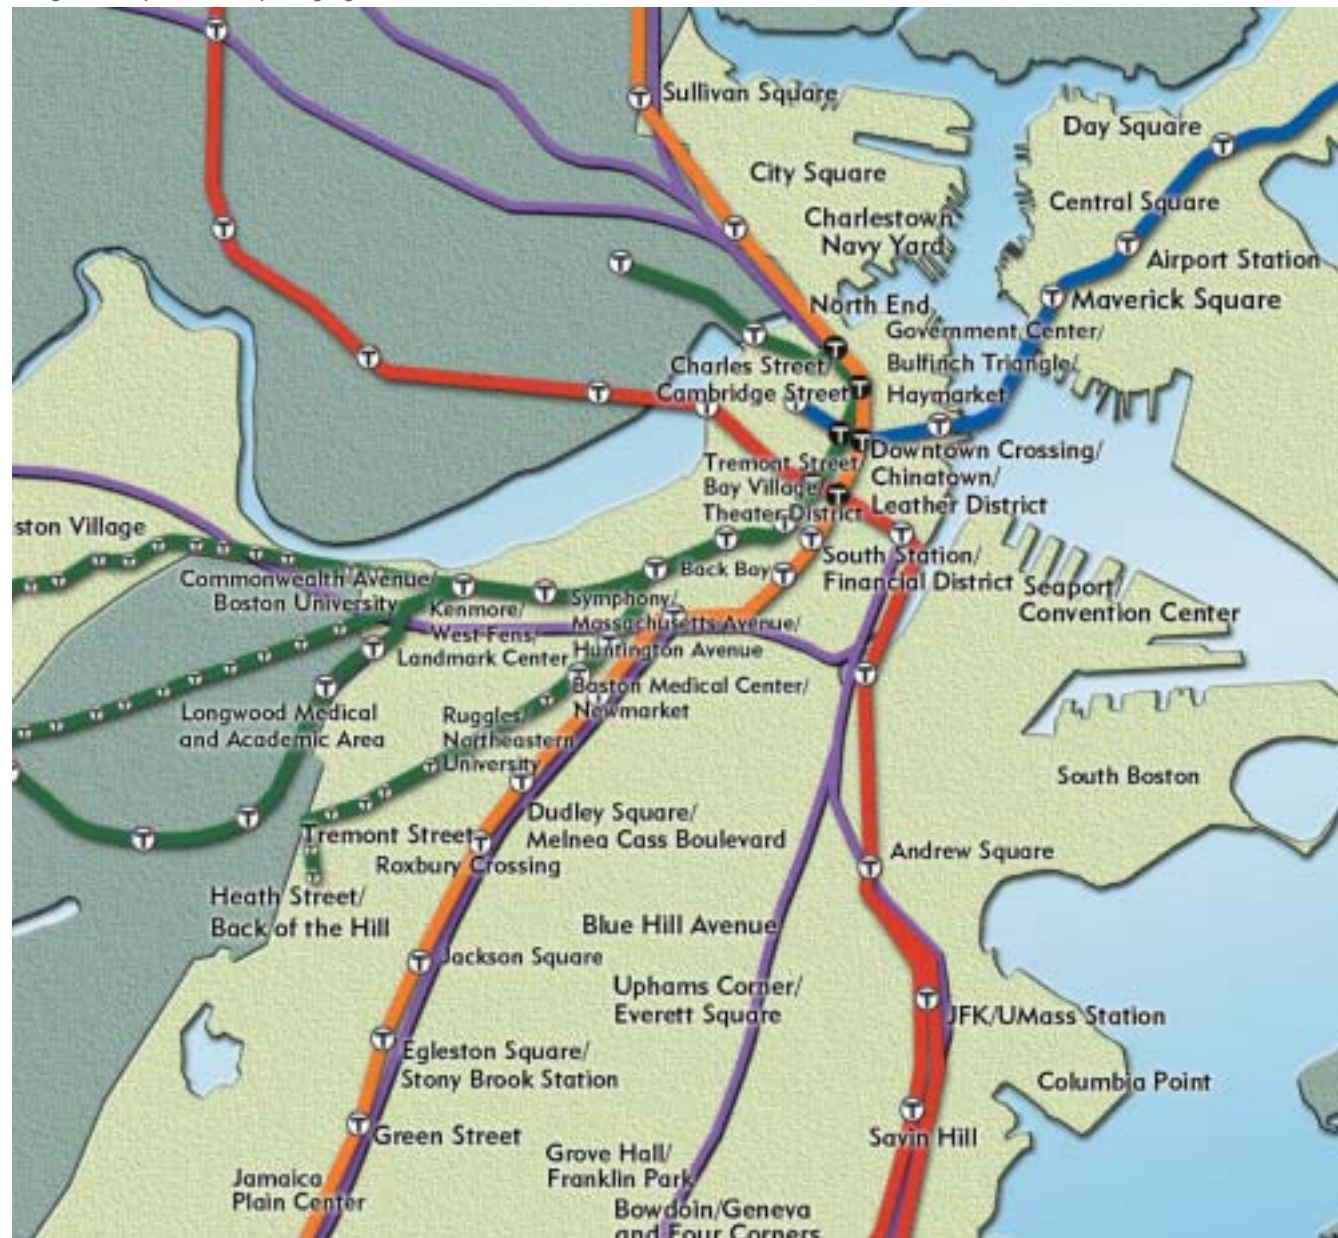 Sullivan Square
Day Square
City Square
Central Square
Charlestown
Navy Yard
Airport Station
Maverick Square
North End
Government Center/
Bulfinch Triangle/
Haymarket
Charles Street/
Cambridge Street
Downtown Crossing/
Chinatown/
Leather District
Tremont Street/
Bay Village/
Theater District
ston Village
South Station/
Financial District
Back Bay
Seaport/
Convention Center
Commonwealth Avenue/
Boston University
Kenmore/
West Fens/
Landmark Center
Symphony/
Massachusetts Avenue/
Huntington Avenue
Boston Medical Center/
Newmarket
Longwood Medical
and Academic Area
Ruggles/
Northeastern
University
South Boston
Dudley Square/
Melnea Cass Boulevard
Tremont Street
Roxbury Crossing
Andrew Square
Heath Street/
Back of the Hill
Blue Hill Avenue
Jackson Square
Uphams Corner/
Everett Square
JFK/UMass Station
Egleston Square/
Stony Brook Station
Columbia Point
Green Street
Savin Hill
Grove Hall/
Franklin Park
Jamaica
Plain Center
Bowdoin/Geneva
and Four Corners